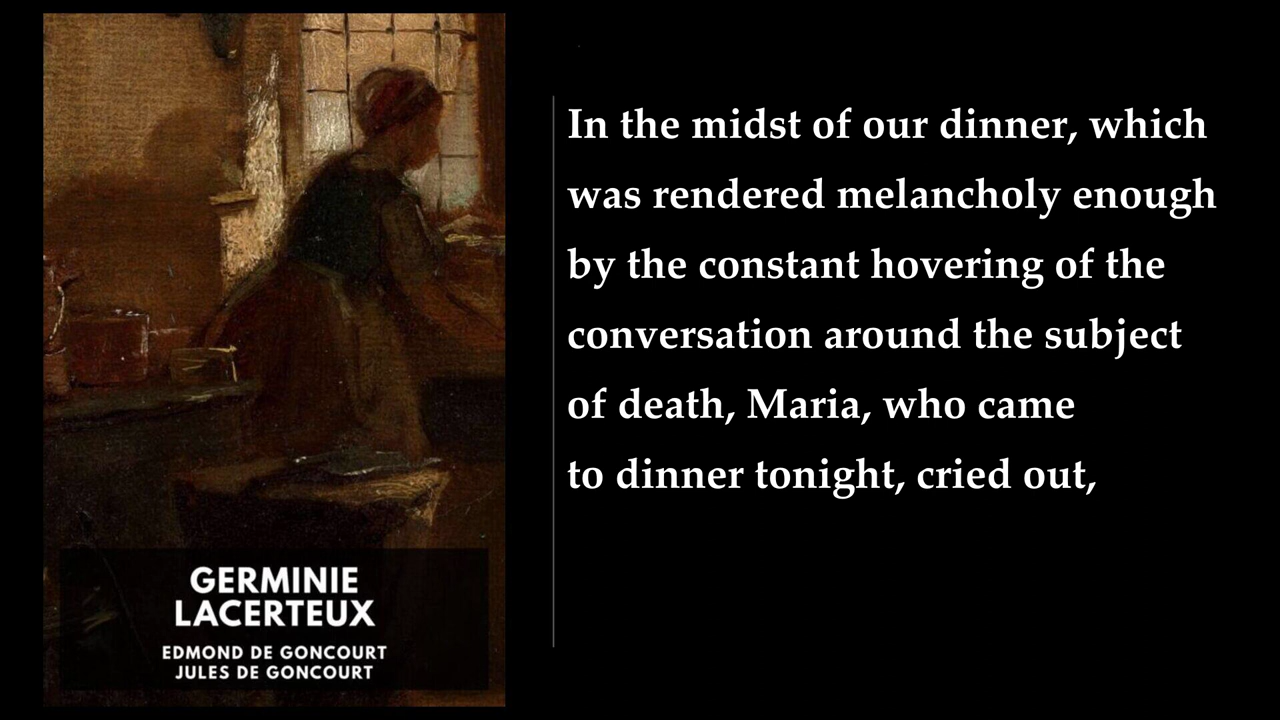 GERMINIE
LACERTEUX
EDMOND DE GONCOURT
JULES DE GONCOURT
In the midst of our dinner, which
was rendered melancholy enough
by the constant hovering of the
conversation around the subject
of death, Maria, who came
to dinner tonight, cried out,